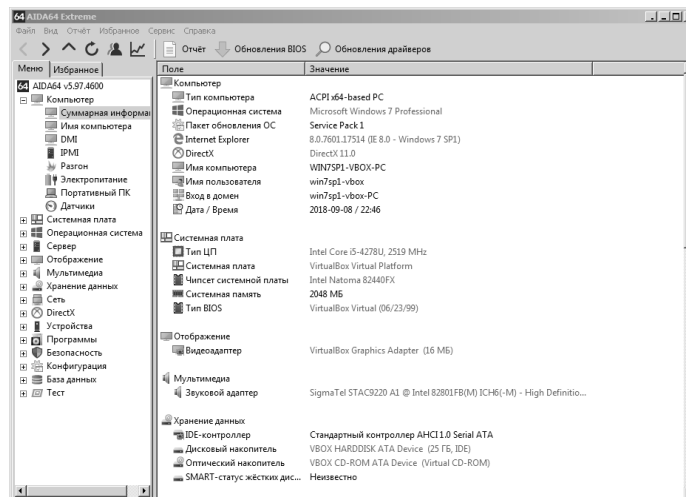 64 AIDA64 Extreme
Файл Вид Отчёт Избранное Сервис Справка
Отчёт Обновления BIOS Обновления драйверов
Меню Избранное
64 AIDA64 v5.97.4600
Компьютер
Суммарная информа
Имя компьютера
DMI
IPMI
Разгон
Электропитание
Портативный ПК
Датчики
Системная плата
Операционная система
Сервер
Отображение
Мультимедиа
Хранение данных
Сеть
DirectX
Устройства
Программы
Безопасность
Конфигурация
База данных
Тест
Поле Значение
Компьютер
Тип компьютера ACPI x64-based PC
Операционная система Microsoft Windows 7 Professional
Пакет обновления ОС Service Pack 1
Internet Explorer 8.0.7601.17514 (IE 8.0 - Windows 7 SP1)
DirectX DirectX 11.0
Имя компьютера WIN7SP1-VBOX-PC
Имя пользователя win7sp1-vbox
Вход в домен win7sp1-vbox-PC
Дата / Время 2018-09-08 / 22:46
Системная плата
Тип ЦП Intel Core i5-4278U, 2519 MHz
Системная плата VirtualBox Virtual Platform
Чипсет системной платы Intel Natoma 82440FX
Системная память 2048 МБ
Тип BIOS VirtualBox Virtual (06/23/99)
Отображение
Видеоадаптер VirtualBox Graphics Adapter (16 МБ)
Мультимедиа
Звуковой адаптер SigmaTel STAC9220 A1 @ Intel 82801FB(M) ICH6(-M) - High Definitio...
Хранение данных
IDE-контроллер Стандартный контроллер AHCI 1.0 Serial ATA
Дисковый накопитель VBOX HARDDISK ATA Device (25 ГБ, IDE)
Оптический накопитель VBOX CD-ROM ATA Device (Virtual CD-ROM)
SMART-статус жёстких дис... Неизвестно